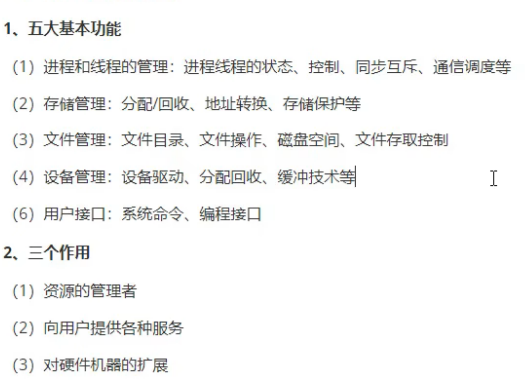 1、五大基本功能
（1）进程和线程的管理：进程线程的状态、控制、同步互斥、通信调度等
（2）存储管理：分配/回收、地址转换、存储保护等
（3）文件管理：文件目录、文件操作、磁盘空间、文件存取控制
（4）设备管理：设备驱动、分配回收、缓冲技术等
（6）用户接口：系统命令、编程接口
2、三个作用
（1）资源的管理者
（2）向用户提供各种服务
（3）对硬件机器的扩展